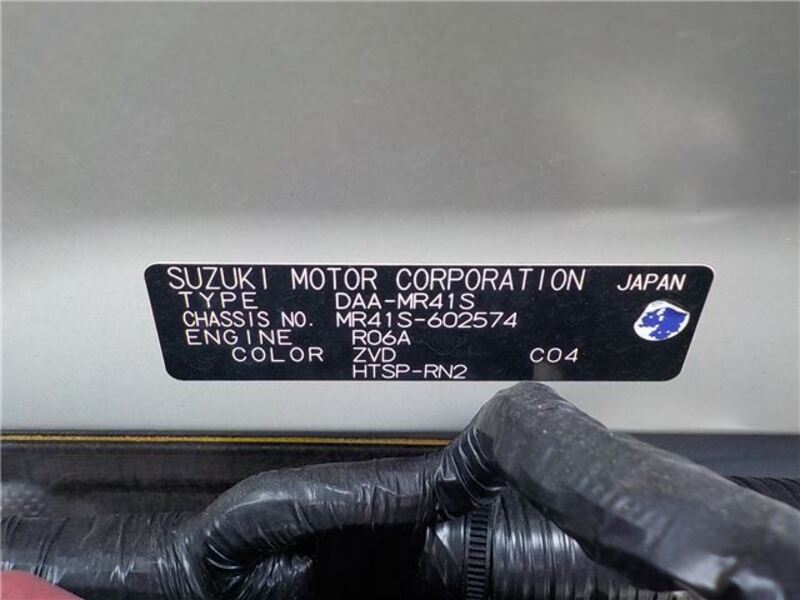 SUZUKI MOTOR CORPORATION JAPAN
TYPE DAA-MR41S
CHASSIS NO. MR41S-602574
ENGINE R06A
COLOR ZVD C04
HTSP-RN2